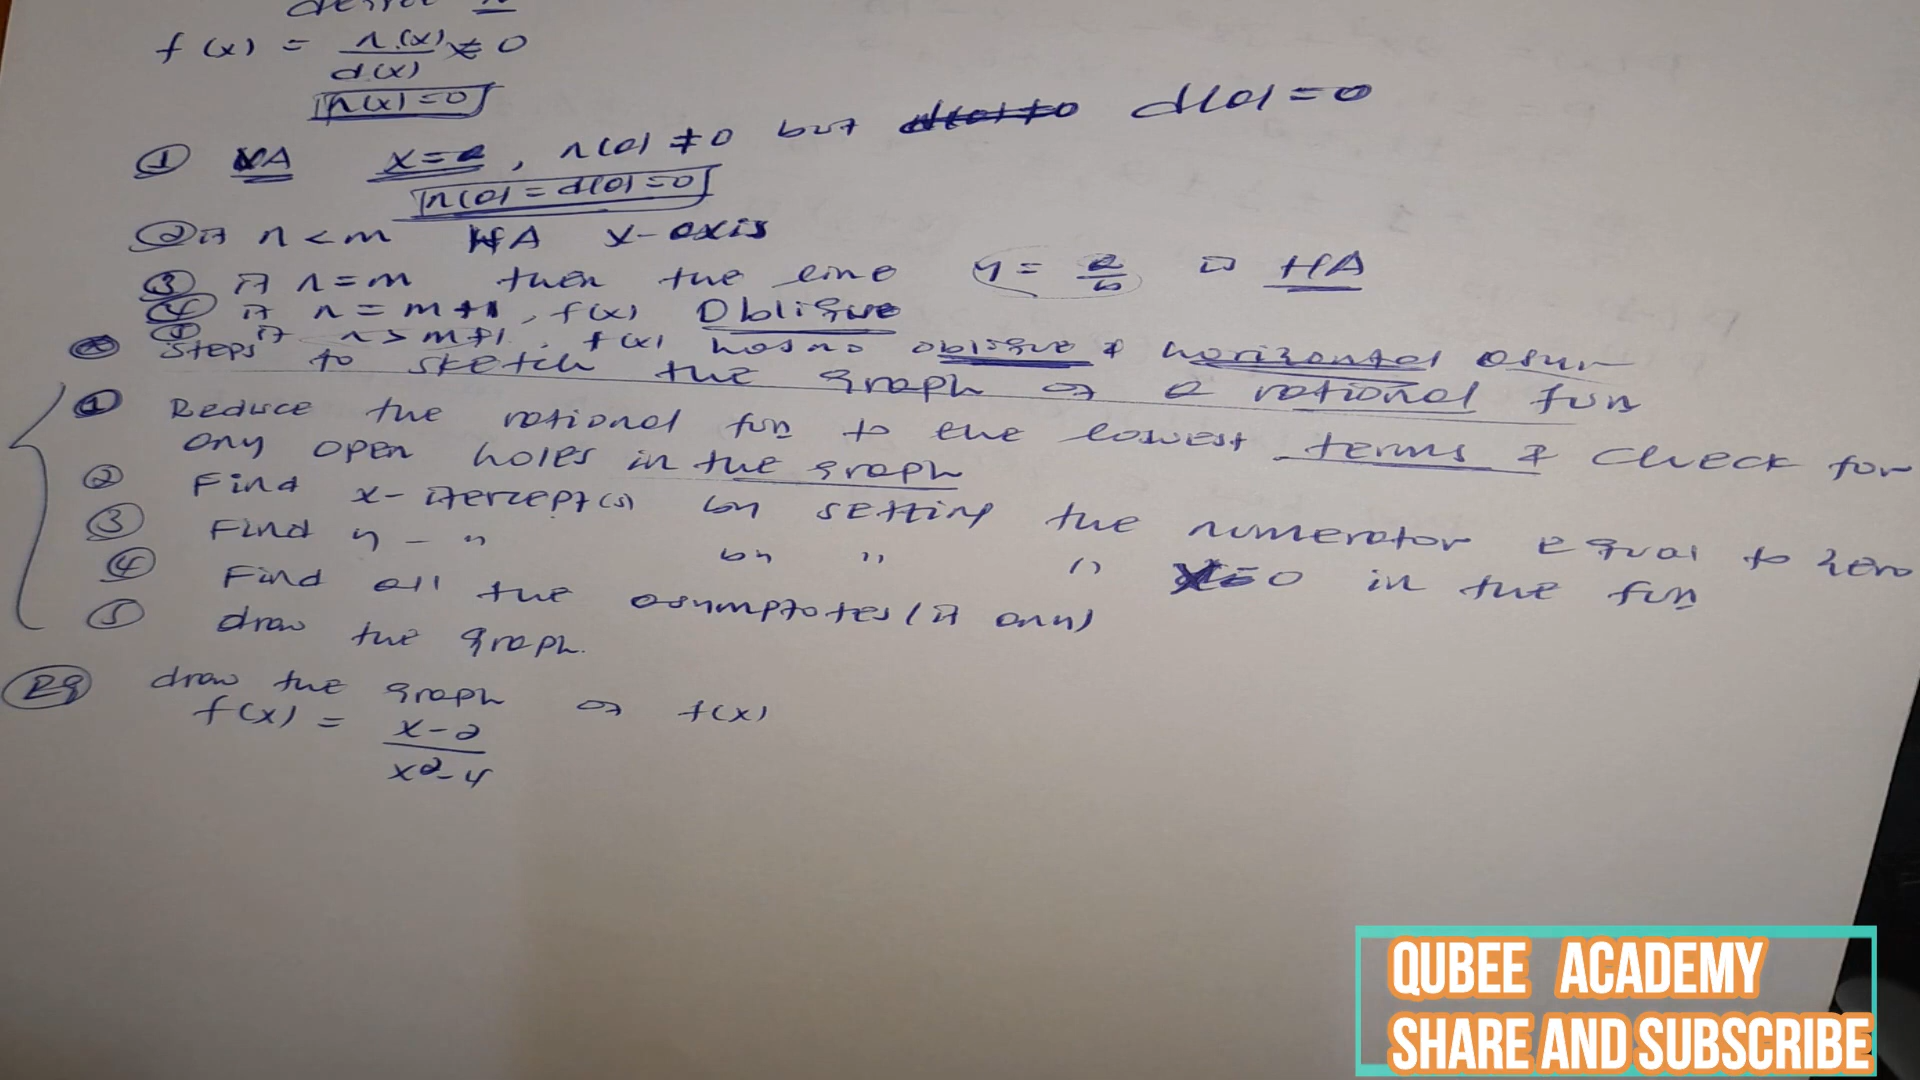 degree n
f(x) = n(x)/d(x) ≠ 0
n(x)=0
① VA x=a, n(a) ≠ 0 but d(a)≠0 d(a)=0
n(a) = d(a)=0
② if n<m HA x-axis
③ if n=m then the line y = a/b is HA
④ if n = m+1, f(x) Oblique
⑤ if n>m+1, f(x) has no oblique & horizontal asym
* Steps to sketch the graph of a rational fun
① Reduce the rational fun to the lowest terms & check for
any open holes in the graph
② Find x-itercept(s) by setting the numerator equal to zero
③ Find y - " by " " x=0 in the fun
④ Find all the asymptotes (if any)
⑤ draw the graph.
Eg draw the graph of f(x)
f(x) = x-2/x2-4
QUBEE ACADEMY
SHARE AND SUBSCRIBE